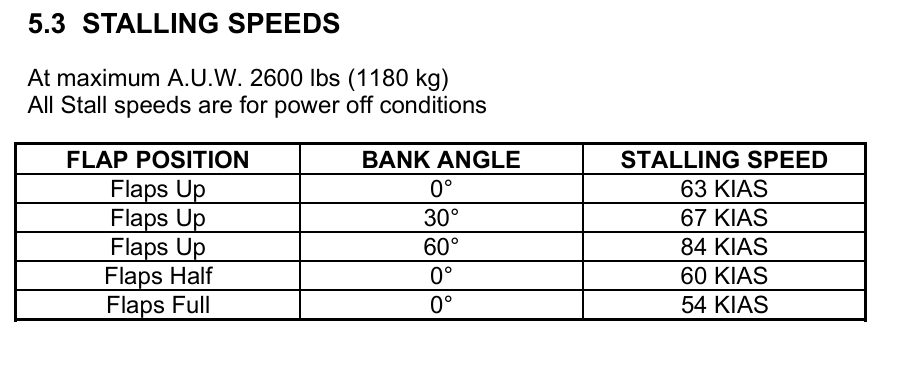 5.3 STALLING SPEEDS
At maximum A.U.W. 2600 lbs (1180 kg)
All Stall speeds are for power off conditions
FLAP POSITION BANK ANGLE STALLING SPEED
Flaps Up 0° 63 KIAS
Flaps Up 30° 67 KIAS
Flaps Up 60° 84 KIAS
Flaps Half 0° 60 KIAS
Flaps Full 0° 54 KIAS